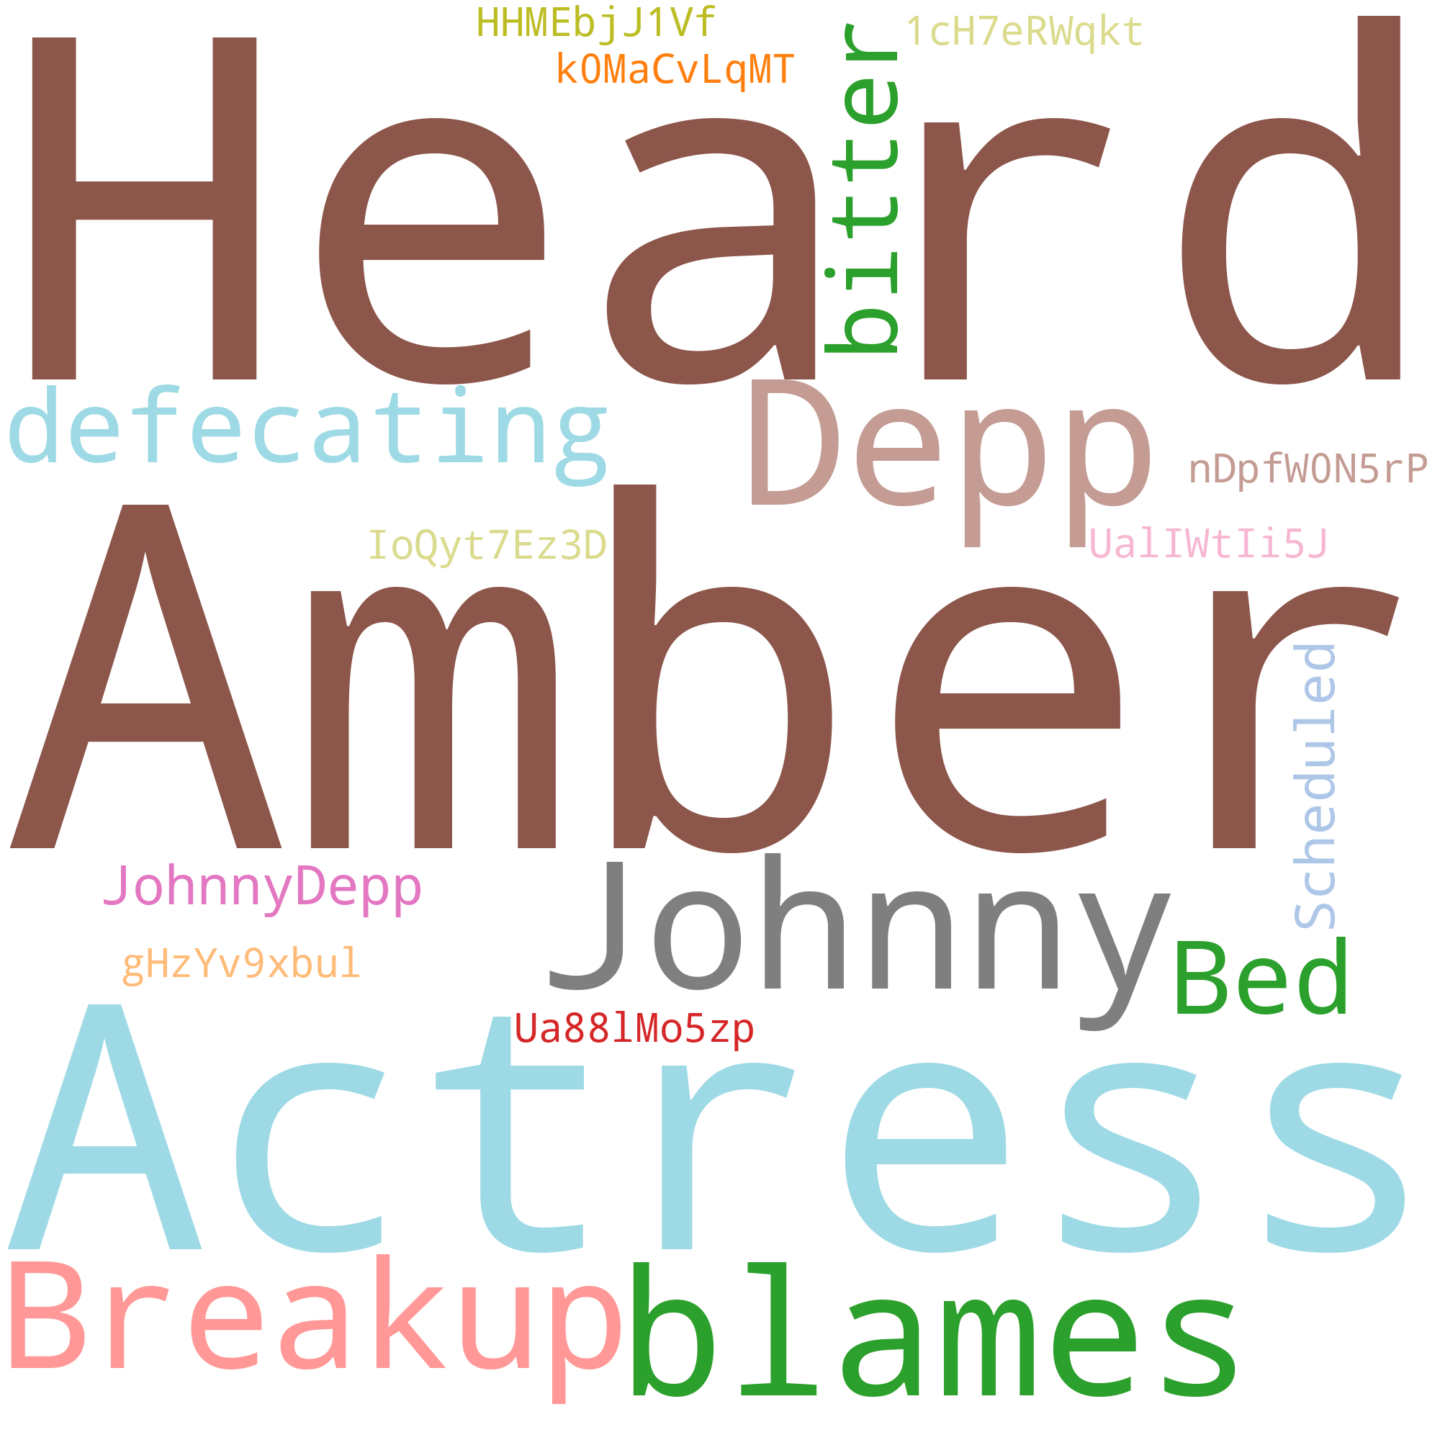 HHMEbjJ1Vf
1cH7eRWqkt
k0MaCvLqMT
Heard
bitter
defecating
Depp
nDpfW0N5rP
Amber
IoQyt7Ez3D
UalIWtIi5J
Scheduled
JohnnyDepp
Johnny
gHzYv9xbul
Bed
Ua88lMo5zp
Actress
Breakup
blames